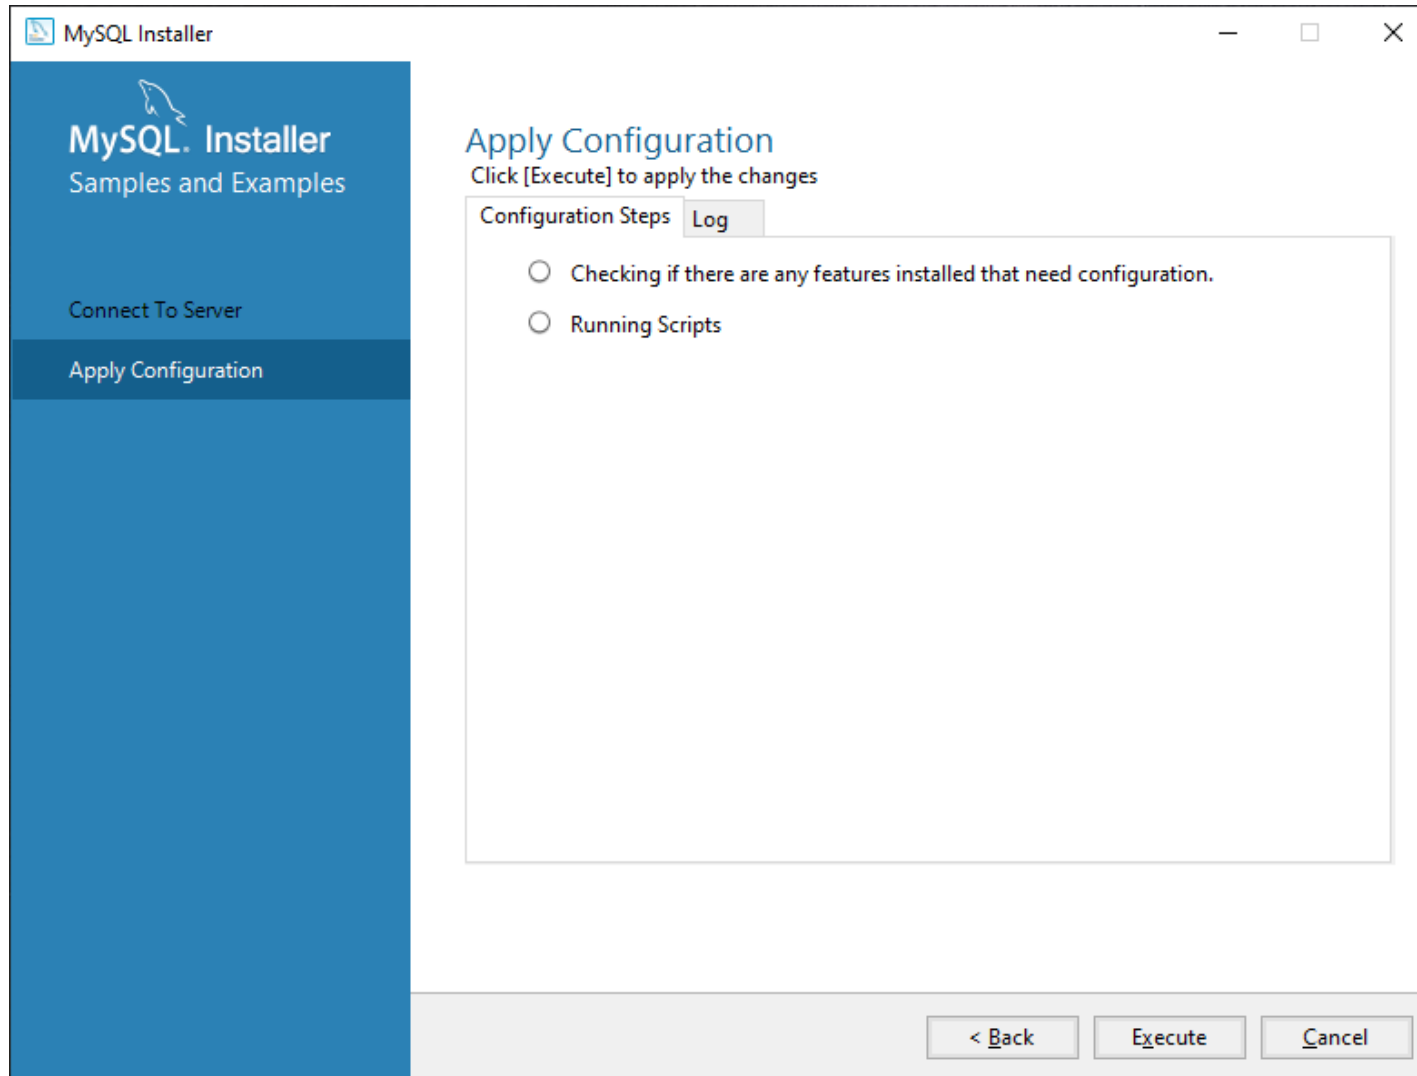 MySQL Installer
MySQL. Installer
Samples and Examples
Connect To Server
Apply Configuration
Apply Configuration
Click [Execute] to apply the changes
Configuration Steps
Log
Checking if there are any features installed that need configuration.
Running Scripts
< Back
Execute
Cancel